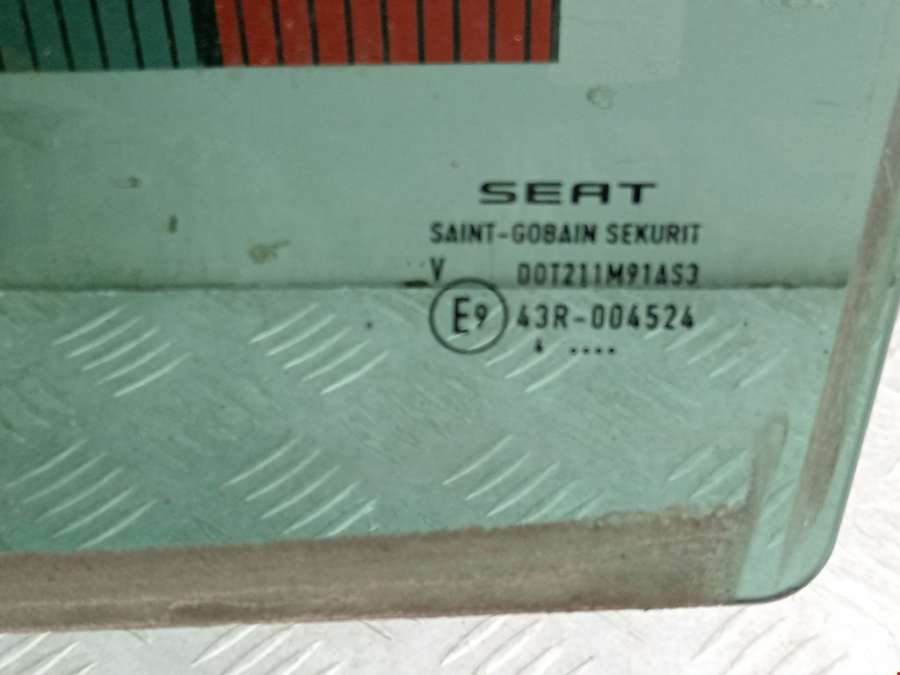 SEAT
SAINT-GOBAIN SEKURIT
V DOT211M91AS3
E9 43R-004524
4 ....